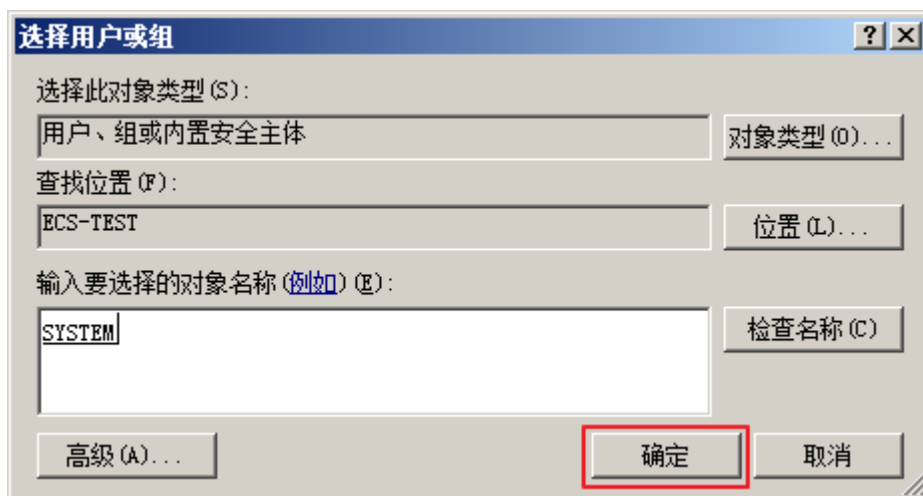 选择用户或组
选择此对象类型(S):
用户、组或内置安全主体
对象类型(O)...
查找位置(F):
ECS-TEST
位置(L)...
输入要选择的对象名称(例如)(E):
SYSTEM
检查名称(C)
高级(A)...
确定
取消